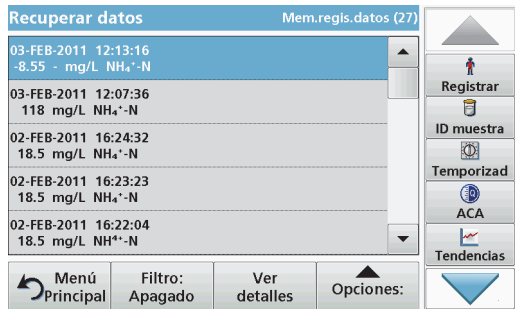 Recuperar datos
Mem.regis.datos (27)
03-FEB-2011 12:13:16
-8.55 - mg/L NH₄⁺-N
03-FEB-2011 12:07:36
118 mg/L NH₄⁺-N
02-FEB-2011 16:24:32
18.5 mg/L NH₄⁺-N
02-FEB-2011 16:23:23
18.5 mg/L NH₄⁺-N
02-FEB-2011 16:22:04
18.5 mg/L NH⁴⁺-N
Registrar
ID muestra
Temporizad
ACA
Tendencias
Menú
Principal
Filtro:
Apagado
Ver
detalles
Opciones: